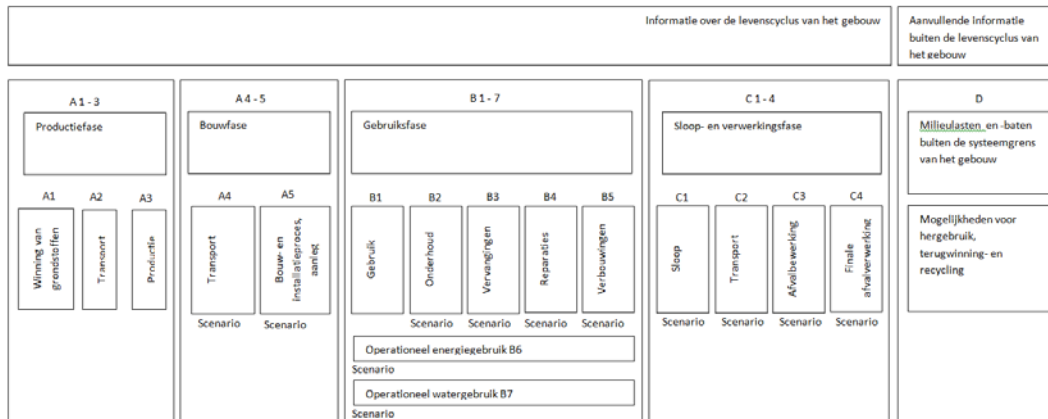 Informatie over de levenscyclus van het gebouw
Aanvullende informatie
buiten de levenscyclus van
het gebouw
A 1 - 3
Productiefase
A1
A2
A3
Winning van
grondstoffen
Transport
Productie
A 4 - 5
Bouwfase
A4
A5
Transport
Bouw- en
installatieproces,
aanleg
Scenario
Scenario
B 1 - 7
Gebruiksfase
B1
B2
B3
B4
B5
Gebruik
Onderhoud
Vervangingen
Reparaties
Verbouwingen
Scenario
Scenario
Scenario
Scenario
Operationeel energiegebruik B6
Scenario
Operationeel watergebruik B7
Scenario
C 1 - 4
Sloop- en verwerkingsfase
C1
C2
C3
C4
Sloop
Transport
Afvalbewerking
Finale
afvalverwerking
Scenario
Scenario
Scenario
Scenario
D
Milieulasten en -baten
buiten de systeemgrens
van het gebouw
Mogelijkheden voor
hergebruik,
terugwinning- en
recycling